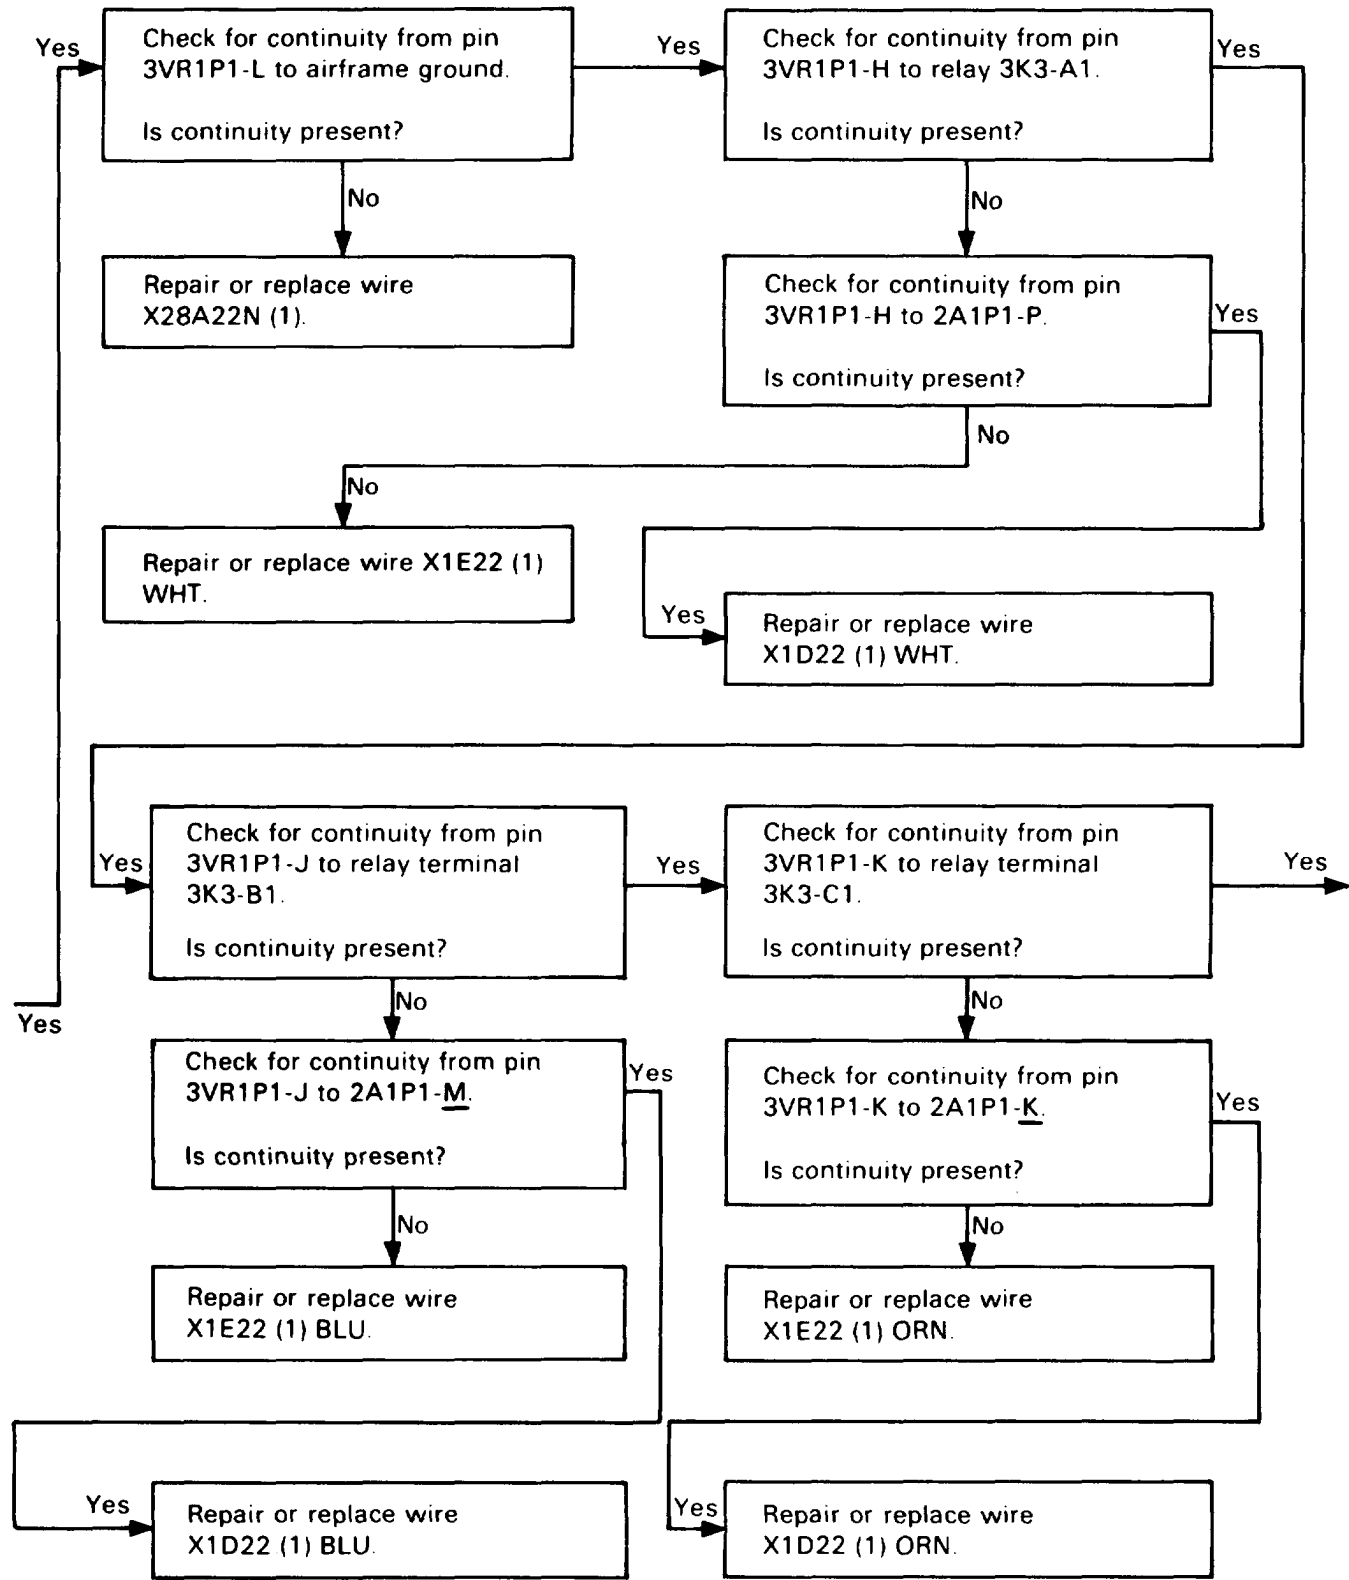 Yes
Check for continuity from pin
3VR1P1-L to airframe ground.
Is continuity present?
Yes
Check for continuity from pin
3VR1P1-H to relay 3K3-A1.
Is continuity present?
Yes
No
No
Repair or replace wire
X28A22N (1).
Check for continuity from pin
3VR1P1-H to 2A1P1-P.
Is continuity present?
Yes
No
No
Repair or replace wire X1E22 (1)
WHT.
Yes
Repair or replace wire
X1D22 (1) WHT.
Yes
Check for continuity from pin
3VR1P1-J to relay terminal
3K3-B1.
Is continuity present?
Yes
Check for continuity from pin
3VR1P1-K to relay terminal
3K3-C1.
Is continuity present?
Yes
Yes
No
No
Check for continuity from pin
3VR1P1-J to 2A1P1-M.
Is continuity present?
Yes
Check for continuity from pin
3VR1P1-K to 2A1P1-K.
Is continuity present?
Yes
No
No
Repair or replace wire
X1E22 (1) BLU.
Repair or replace wire
X1E22 (1) ORN.
Yes
Repair or replace wire
X1D22 (1) BLU.
Yes
Repair or replace wire
X1D22 (1) ORN.